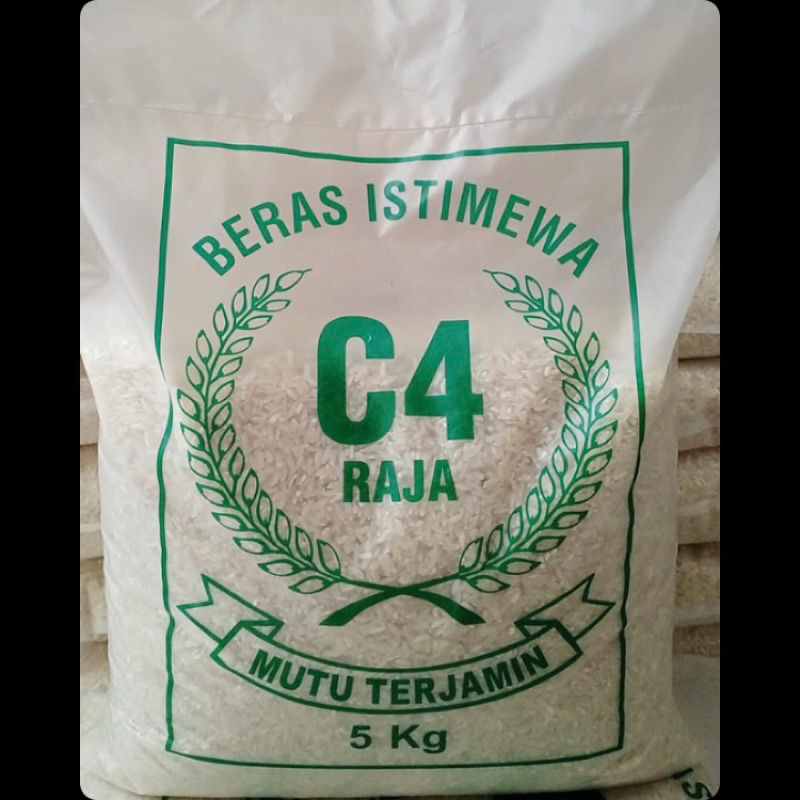 BERAS ISTIMEWA
C4
RAJA
MUTU TERJAMIN
5 Kg